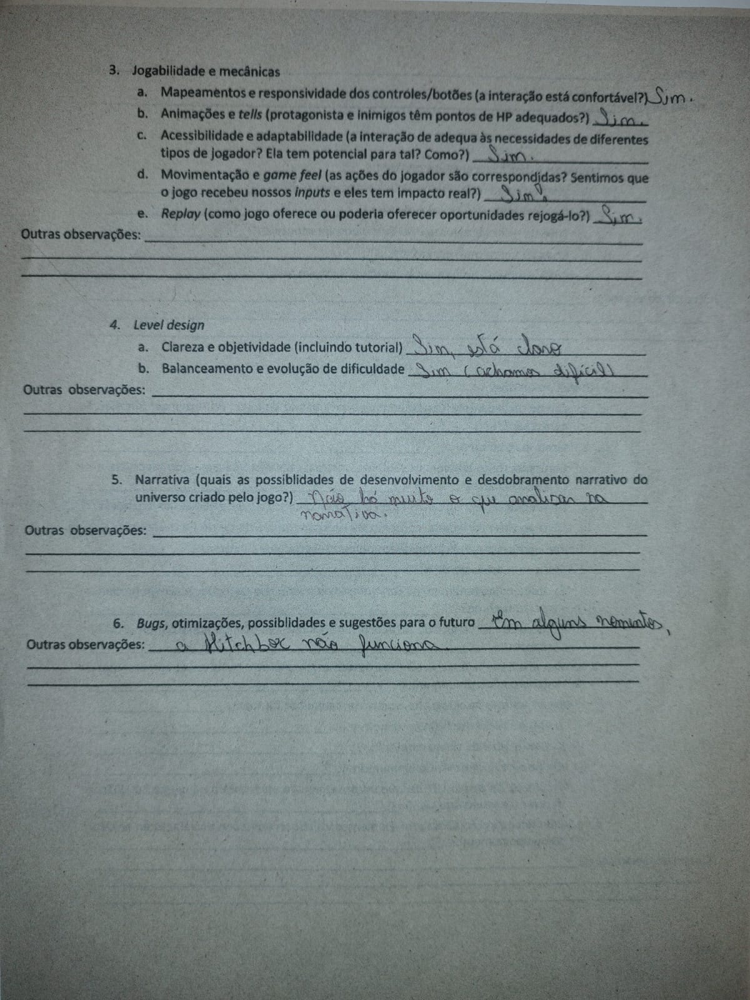 3. Jogabilidade e mecânicas
a. Mapeamentos e responsividade dos controles/botões (a interação está confortável?) Sim.
b. Animações e tells (protagonista e inimigos têm pontos de HP adequados?) Sim.
c. Acessibilidade e adaptabilidade (a interação de adequa às necessidades de diferentes
tipos de jogador? Ela tem potencial para tal? Como?) Sim.
d. Movimentação e game feel (as ações do jogador são correspondidas? Sentimos que
o jogo recebeu nossos inputs e eles tem impacto real?) Sim.
e. Replay (como jogo oferece ou poderia oferecer oportunidades rejogá-lo?) Sim.
Outras observações:
4. Level design
a. Clareza e objetividade (incluindo tutorial) Sim, está claro
b. Balanceamento e evolução de dificuldade Sim (achamos difícil)
Outras observações:
5. Narrativa (quais as possiblidades de desenvolvimento e desdobramento narrativo do
universo criado pelo jogo?) Não há muito o que analisar na
narrativa.
Outras observações:
6. Bugs, otimizações, possiblidades e sugestões para o futuro Em alguns momentos,
Outras observações: a Hitchbox não funciona